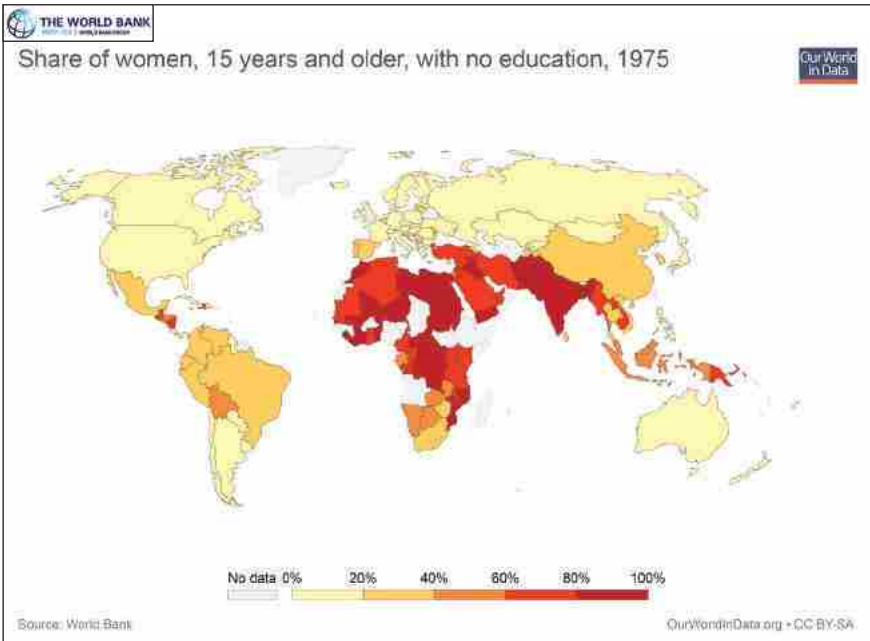 THE WORLD BANK
Share of women, 15 years and older, with no education, 1975
Our World
in Data
No data 0% 20% 40% 60% 80% 100%
Source: World Bank
OurWorldInData.org • CC BY-SA